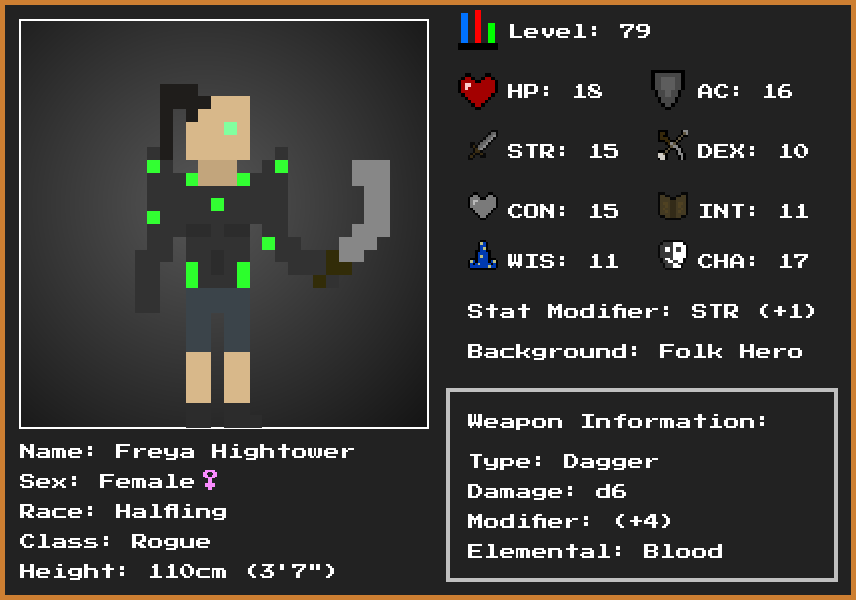 Level: 79
HP: 18
AC: 16
STR: 15
DEX: 10
CON: 15
INT: 11
WIS: 11
CHA: 17
Stat Modifier: STR (+1)
Background: Folk Hero
Weapon Information:
Type: Dagger
Damage: d6
Modifier: (+4)
Elemental: Blood
Name: Freya Hightower
Sex: Female♀
Race: Halfling
Class: Rogue
Height: 110cm (3'7")